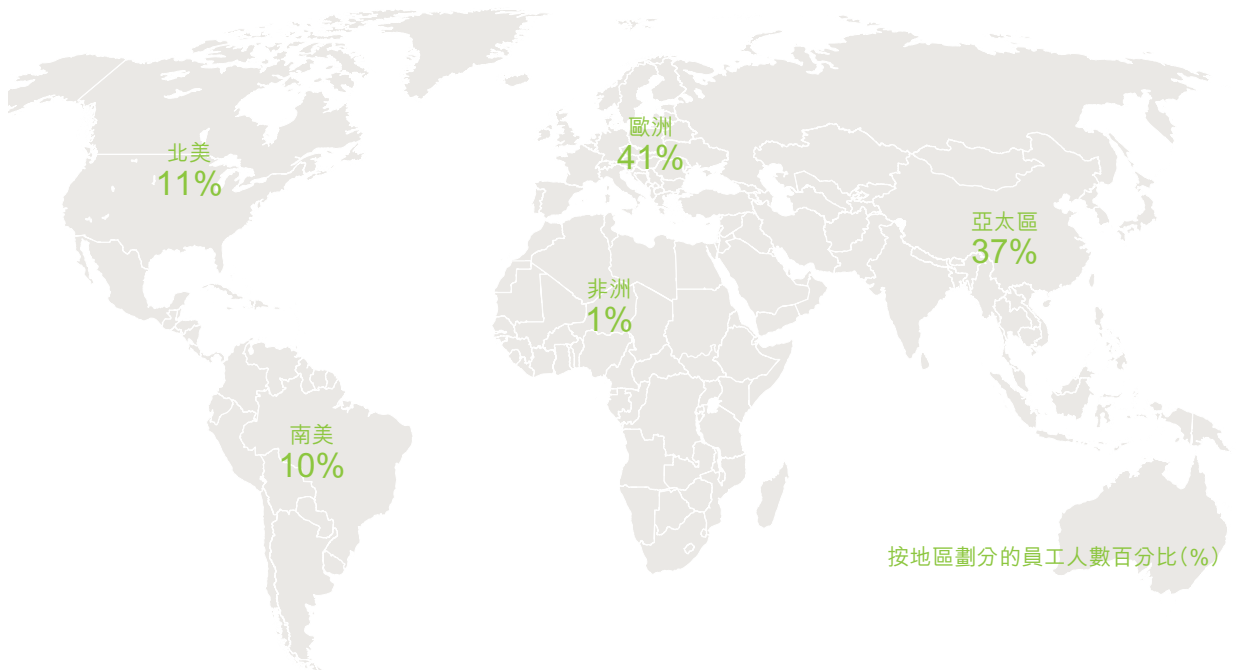 歐洲
41%
北美
11%
亞太區
37%
非洲
1%
南美
10%
按地區劃分的員工人數百分比(%)